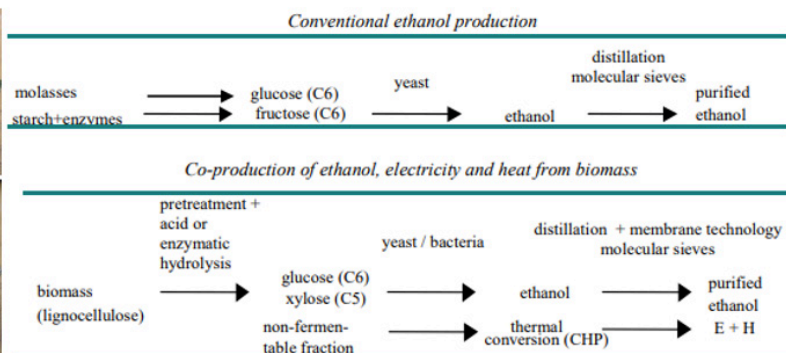 Conventional ethanol production
distillation
molecular sieves
yeast
molasses
glucose (C6)
purified
starch+enzymes
fructose (C6)
ethanol
ethanol
Co-production of ethanol, electricity and heat from biomass
pretreatment +
acid or
enzymatic
hydrolysis
yeast / bacteria
distillation + membrane technology
molecular sieves
biomass
(lignocellulose)
glucose (C6)
xylose (C5)
ethanol
purified
ethanol
non-fermen-
table fraction
thermal
conversion (CHP)
E + H